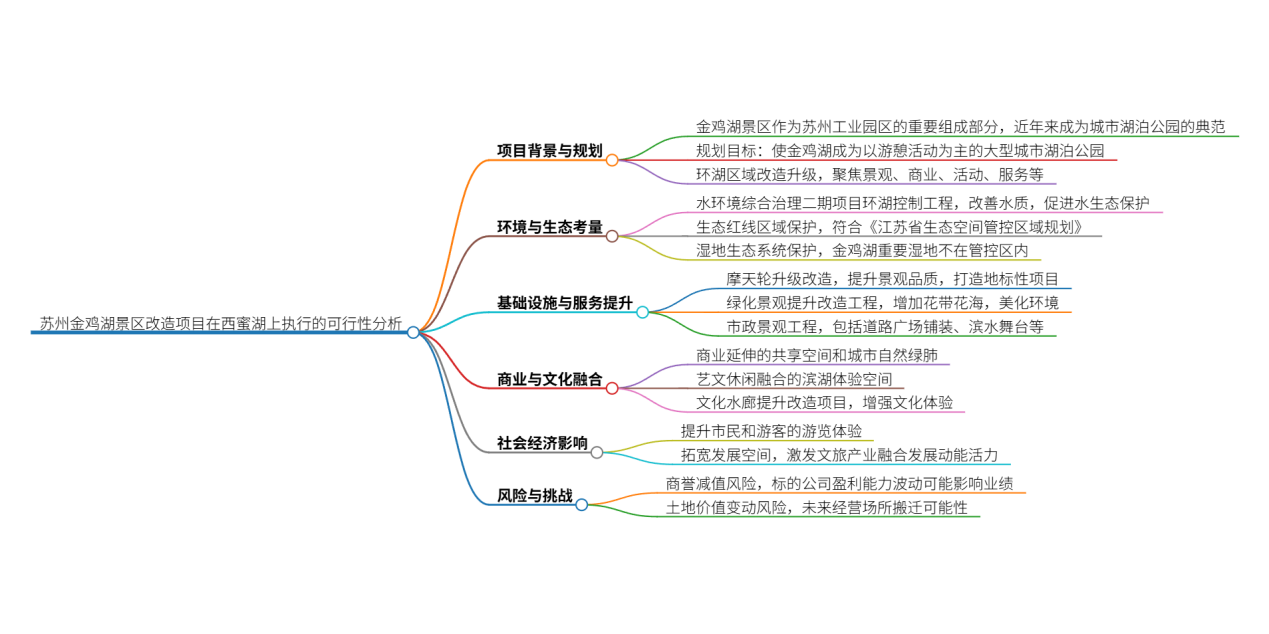 苏州金鸡湖景区改造项目在西蜜湖上执行的可行性分析
项目背景与规划
金鸡湖景区作为苏州工业园区的重要组成部分，近年来成为城市湖泊公园的典范
规划目标：使金鸡湖成为以游憩活动为主的大型城市湖泊公园
环湖区域改造升级，聚焦景观、商业、活动、服务等
环境与生态考量
水环境综合治理二期项目环湖控制工程，改善水质，促进水生态保护
生态红线区域保护，符合《江苏省生态空间管控区域规划》
湿地生态系统保护，金鸡湖重要湿地不在管控区内
基础设施与服务提升
摩天轮升级改造，提升景观品质，打造地标性项目
绿化景观提升改造工程，增加花带花海，美化环境
市政景观工程，包括道路广场铺装、滨水舞台等
商业与文化融合
商业延伸的共享空间和城市自然绿肺
艺文休闲融合的滨湖体验空间
文化水廊提升改造项目，增强文化体验
社会经济影响
提升市民和游客的游览体验
拓宽发展空间，激发文旅产业融合发展动能活力
风险与挑战
商誉减值风险，标的公司盈利能力波动可能影响业绩
土地价值变动风险，未来经营场所搬迁可能性